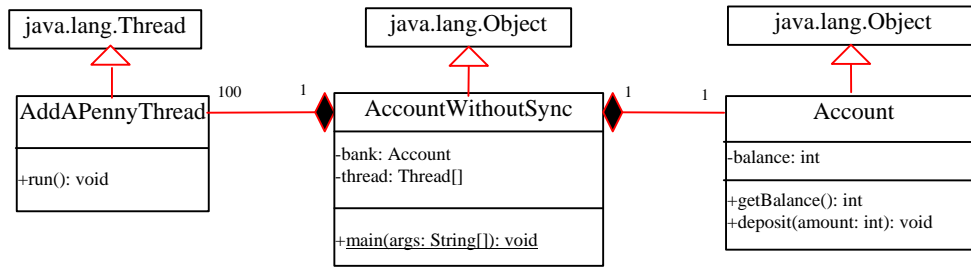 java.lang.Thread
AddAPennyThread
+run(): void
100
1
java.lang.Object
AccountWithoutSync
-bank: Account
-thread: Thread[]
+main(args: String[]): void
1
1
java.lang.Object
Account
-balance: int
+getBalance(): int
+deposit(amount: int): void